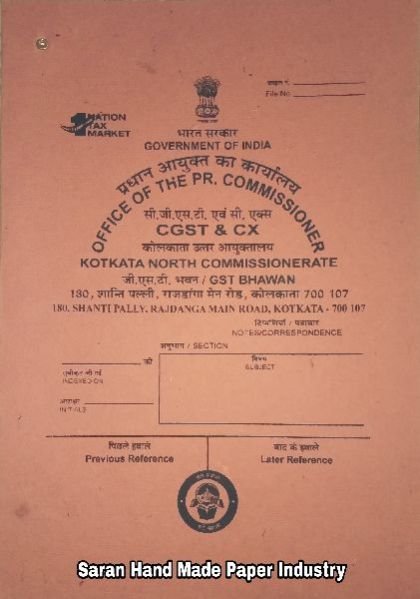 File No
1 NATION
TAX
MARKET
भारत सरकार
GOVERNMENT OF INDIA
प्रधान आयुक्त का कार्यालय
OFFICE OF THE PR. COMMISSIONER
सी.जी.एस.टी. एवं सी. एक्स
CGST & CX
कोलकाता उत्तर आयुक्तालय
KOTKATA NORTH COMMISSIONERATE
जी.एस.टी. भवन / GST BHAWAN
180, शान्ति पल्ली, राजडांगा मेन रोड, कोलकाता 700 107
180, SHANTI PALLY, RAJDANGA MAIN ROAD, KOTKATA - 700 107
टिप्पणियाँ / पत्राचार
NOTES/CORRESPONDENCE
अनुभाग / SECTION
को
विषय
SUBJECT
INDEXED ON
INITIALS
पिछले हवाले
Previous Reference
बाद के हवाले
Later Reference
Saran Hand Made Paper Industry